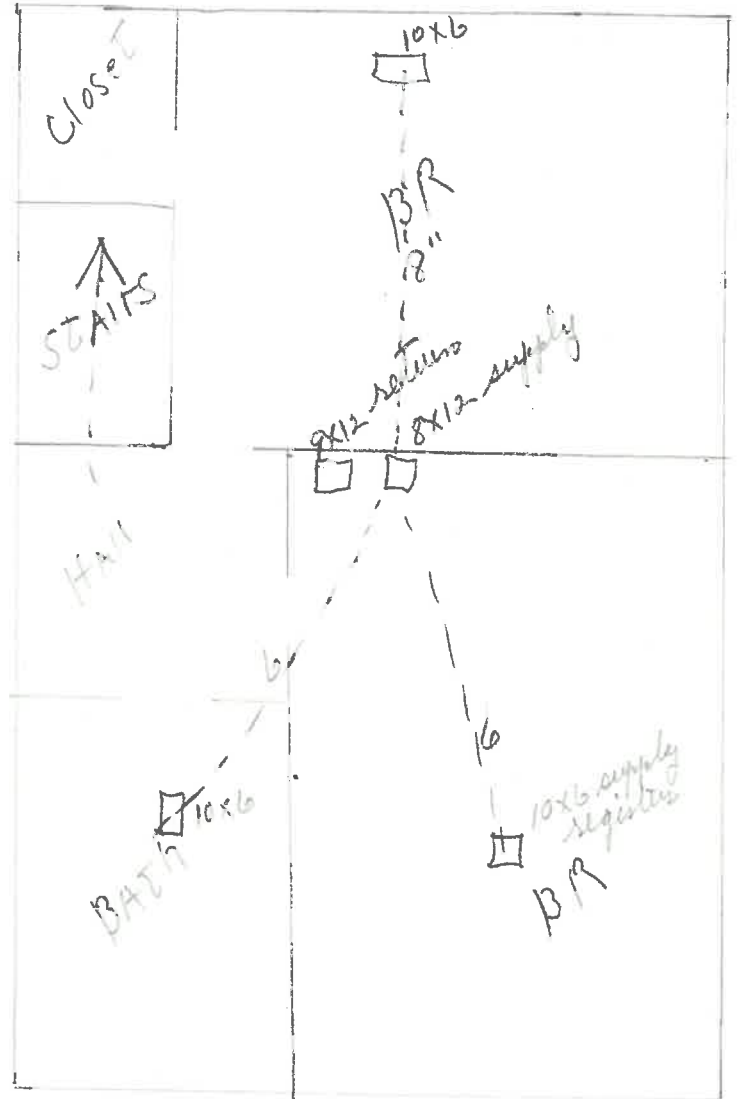 10x6
Closet
BR
8"
STAIRS
9x12 return
8x12 supply
HAll
6
6
10x6 supply
register
10x6
BATH
BR